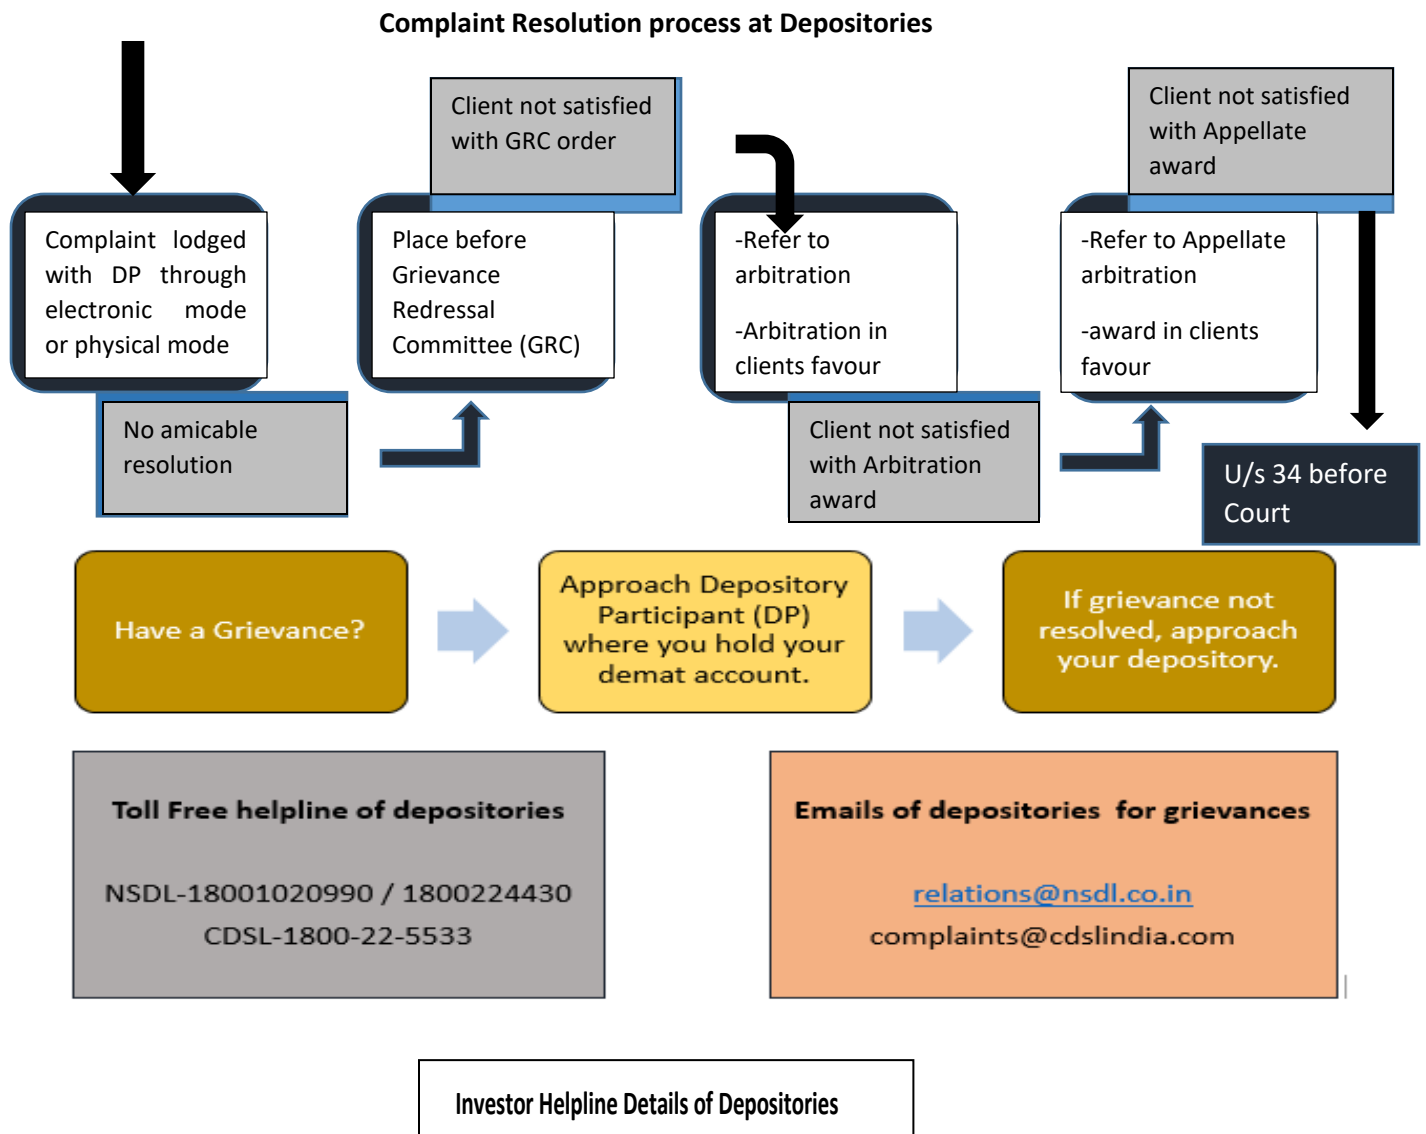 Complaint Resolution process at Depositories
Complaint lodged
with DP through
electronic mode
or physical mode
No amicable
resolution
Place before
Grievance
Redressal
Committee (GRC)
Client not satisfied
with GRC order
-Refer to
arbitration
-Arbitration in
clients favour
Client not satisfied
with Arbitration
award
-Refer to Appellate
arbitration
-award in clients
favour
Client not satisfied
with Appellate
award
U/s 34 before
Court
Have a Grievance?
Approach Depository
Participant (DP)
where you hold your
demat account.
If grievance not
resolved, approach
your depository.
Toll Free helpline of depositories
NSDL-18001020990 / 1800224430
CDSL-1800-22-5533
Emails of depositories for grievances
relations@nsdl.co.in
complaints@cdslindia.com
Investor Helpline Details of Depositories